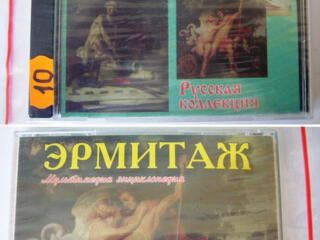 10
Русская
коллекция
ЭРМИТАЖ
Мультимедиа энциклопедия